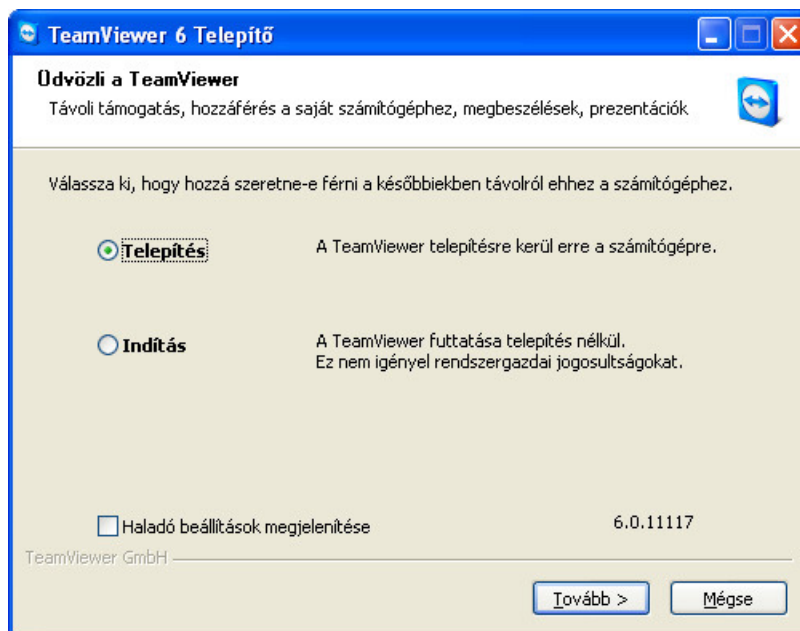 TeamViewer 6 Telepítő
Üdvözli a TeamViewer
Távoli támogatás, hozzáférés a saját számítógéphez, megbeszélések, prezentációk
Válassza ki, hogy hozzá szeretne-e férni a későbbiekben távolról ehhez a számítógéphez.
Telepítés
A TeamViewer telepítésre kerül erre a számítógépre.
Indítás
A TeamViewer futtatása telepítés nélkül.
Ez nem igényel rendszergazdai jogosultságokat.
Haladó beállítások megjelenítése
6.0.11117
TeamViewer GmbH
Tovább >
Mégse